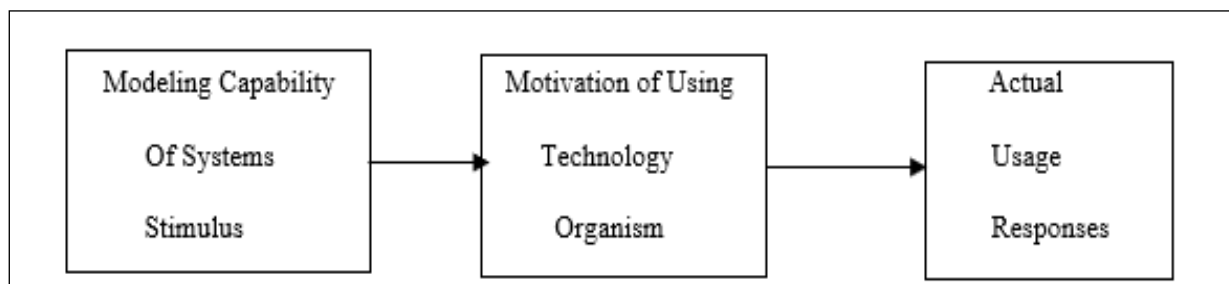 Modeling Capability
Of Systems
Stimulus
Motivation of Using
Technology
Organism
Actual
Usage
Responses